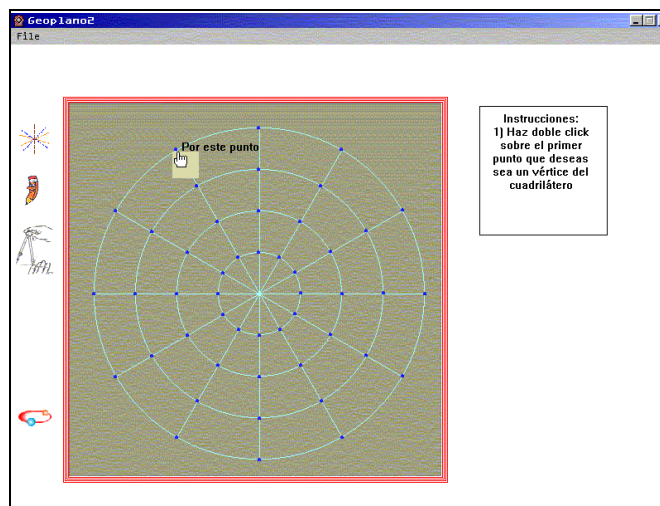 Geoplano2
File
Por este punto
Instrucciones:
1) Haz doble click
sobre el primer
punto que deseas
sea un vértice del
cuadrilátero